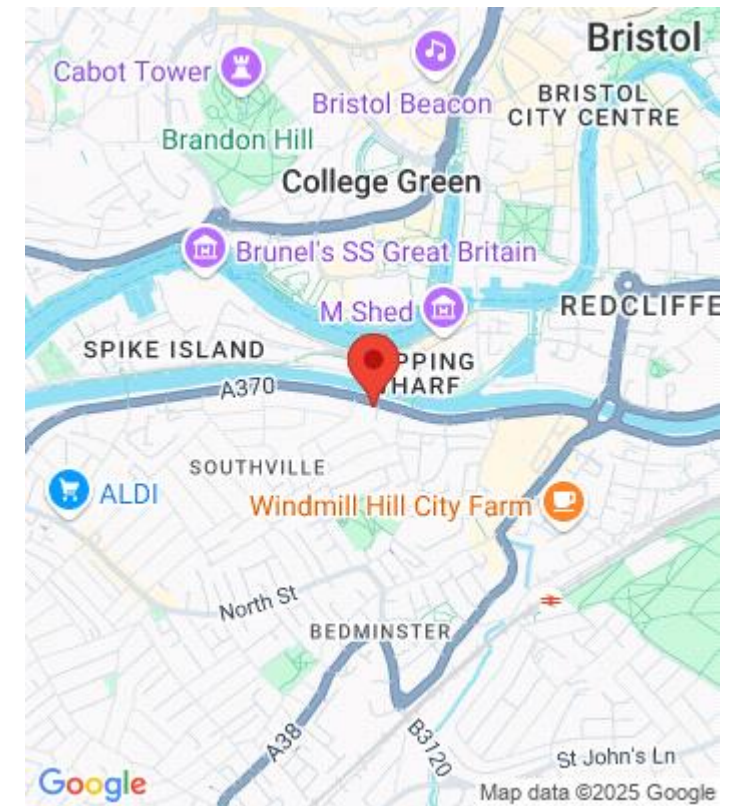 Bristol
Cabot Tower
Bristol Beacon
BRISTOL
CITY CENTRE
Brandon Hill
College Green
Brunel's SS Great Britain
M Shed
REDCLIFFE
SPIKE ISLAND
PPING
HARF
A370
SOUTHVILLE
ALDI
Windmill Hill City Farm
North St
BEDMINSTER
A38
B3120
St John's Ln
Google
Map data ©2025 Google